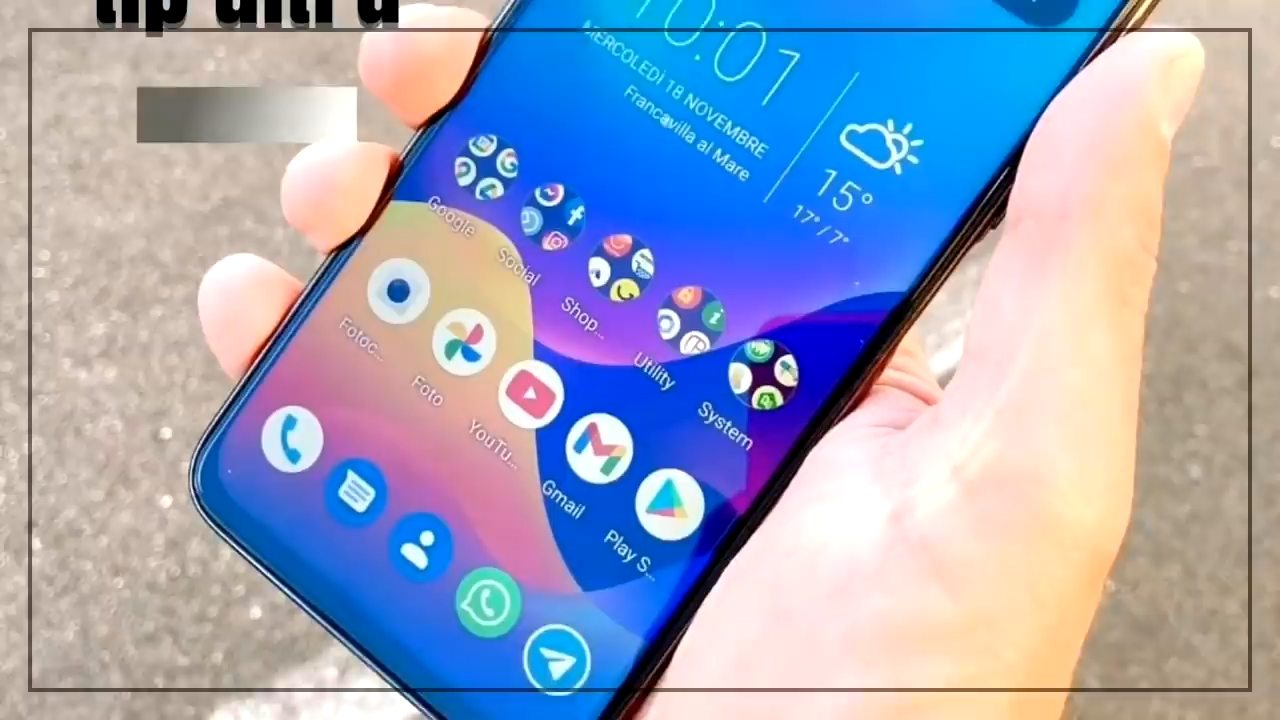 10:01
MERCOLEDÌ 18 NOVEMBRE
Francavilla al Mare
15°
17° / 7°
Google
Social
Shop...
Utility
System
Fotoc...
Foto
YouTu...
Gmail
Play S...